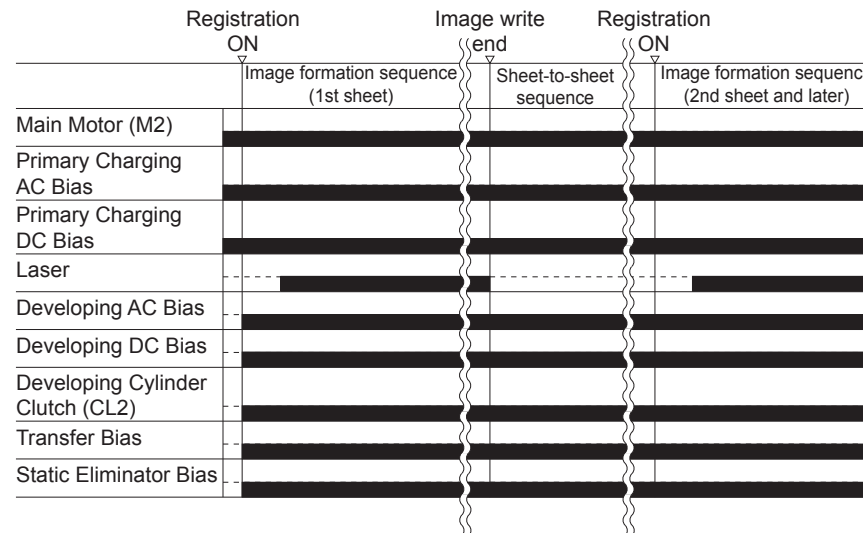 Registration
ON
Image write
end
Registration
ON
Image formation sequence
(1st sheet)
Sheet-to-sheet
sequence
Image formation sequenc
(2nd sheet and later)
Main Motor (M2)
Primary Charging
AC Bias
Primary Charging
DC Bias
Laser
Developing AC Bias
Developing DC Bias
Developing Cylinder
Clutch (CL2)
Transfer Bias
Static Eliminator Bias